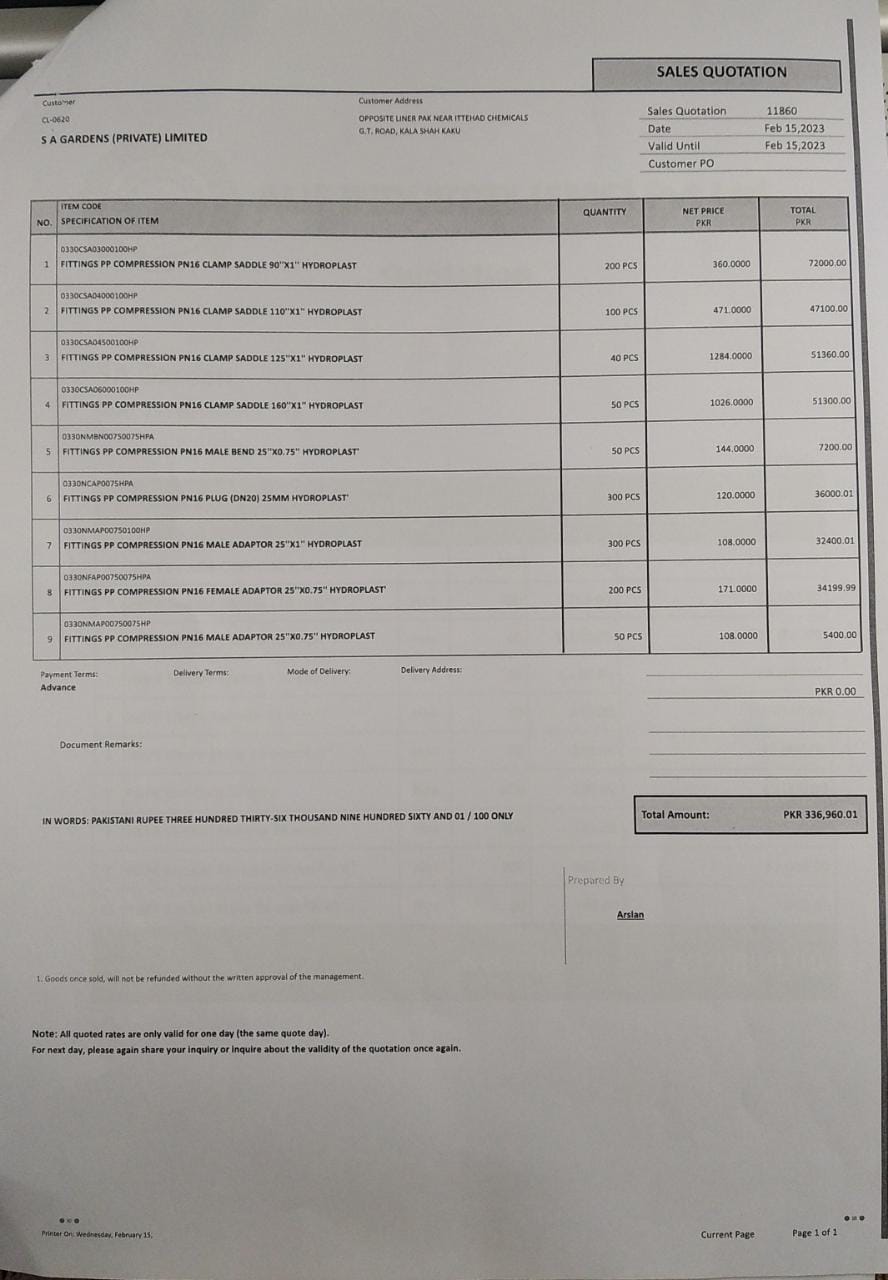 SALES QUOTATION
Customer
CL-0620
S A GARDENS (PRIVATE) LIMITED
Customer Address
OPPOSITE LINER PAK NEAR ITTEHAD CHEMICALS
G.T. ROAD, KALA SHAH KAKU
Sales Quotation 11860
Date Feb 15,2023
Valid Until Feb 15,2023
Customer PO
NO. ITEM CODE SPECIFICATION OF ITEM QUANTITY NET PRICE PKR TOTAL PKR
0330CSA03000100HP
1 FITTINGS PP COMPRESSION PN16 CLAMP SADDLE 90"X1" HYDROPLAST 200 PCS 360.0000 72000.00
0330CSA04000100HP
2 FITTINGS PP COMPRESSION PN16 CLAMP SADDLE 110"X1" HYDROPLAST 100 PCS 471.0000 47100.00
0330CSA04500100HP
3 FITTINGS PP COMPRESSION PN16 CLAMP SADDLE 125"X1" HYDROPLAST 40 PCS 1284.0000 51360.00
0330CSA06000100HP
4 FITTINGS PP COMPRESSION PN16 CLAMP SADDLE 160"X1" HYDROPLAST 50 PCS 1026.0000 51300.00
0330NMBN00750075HPA
5 FITTINGS PP COMPRESSION PN16 MALE BEND 25"X0.75" HYDROPLAST' 50 PCS 144.0000 7200.00
0330NCAP0075HPA
6 FITTINGS PP COMPRESSION PN16 PLUG (DN20) 25MM HYDROPLAST' 300 PCS 120.0000 36000.01
0330NMAP00750100HP
7 FITTINGS PP COMPRESSION PN16 MALE ADAPTOR 25"X1" HYDROPLAST 300 PCS 108.0000 32400.01
0330NFAP00750075HPA
8 FITTINGS PP COMPRESSION PN16 FEMALE ADAPTOR 25"X0.75" HYDROPLAST' 200 PCS 171.0000 34199.99
0330NMAP00750075HP
9 FITTINGS PP COMPRESSION PN16 MALE ADAPTOR 25"X0.75" HYDROPLAST 50 PCS 108.0000 5400.00
Payment Terms: Delivery Terms: Mode of Delivery: Delivery Address:
Advance
PKR 0.00
Document Remarks:
IN WORDS: PAKISTANI RUPEE THREE HUNDRED THIRTY-SIX THOUSAND NINE HUNDRED SIXTY AND 01 / 100 ONLY
Total Amount: PKR 336,960.01
Prepared By
Arslan
1. Goods once sold, will not be refunded without the written approval of the management.
Note: All quoted rates are only valid for one day (the same quote day).
For next day, please again share your inquiry or inquire about the validity of the quotation once again.
Printer On: Wednesday, February 15,
Current Page Page 1 of 1